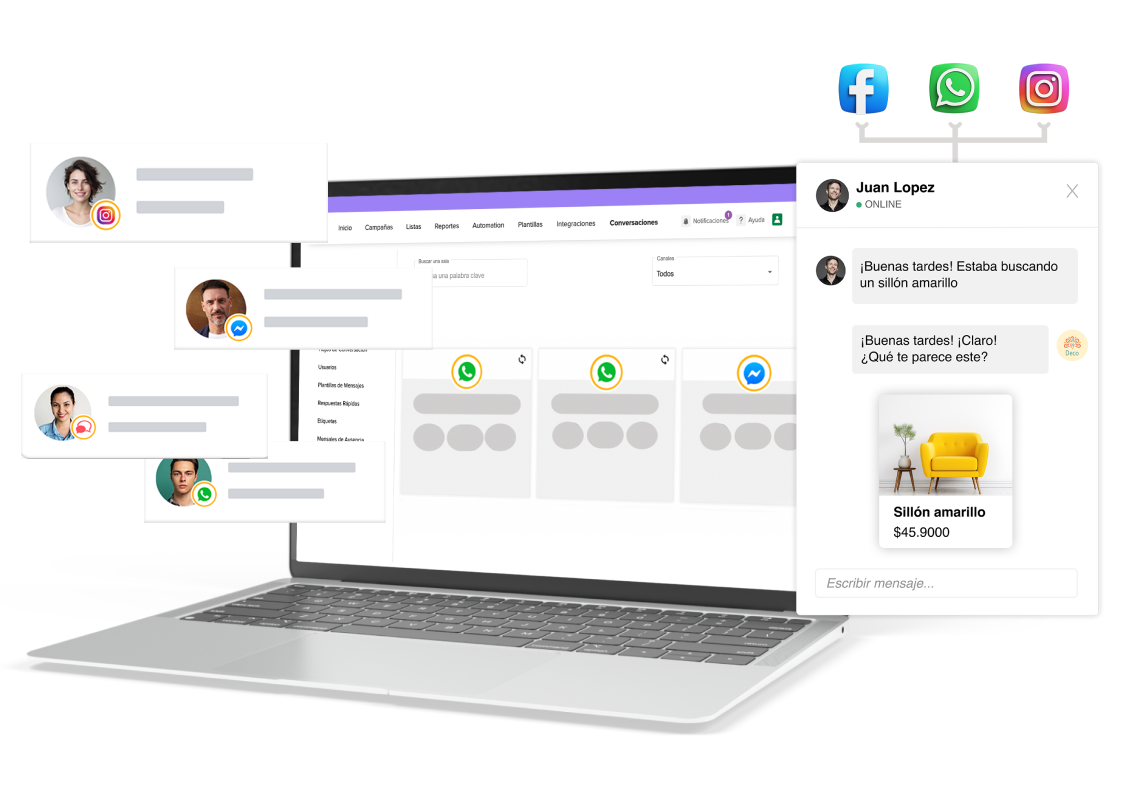 Juan Lopez
ONLINE
X
¡Buenas tardes! Estaba buscando
un sillón amarillo
¡Buenas tardes! ¡Claro!
¿Qué te parece este?
Deco
Sillón amarillo
$45.9000
Escribir mensaje...
Inicio
Campañas
Listas
Reportes
Automation
Plantillas
Integraciones
Conversaciones
Notificaciones
1
? Ayuda
Buscar una sala
una palabra clave
Canales
Todos
Usuarios
Plantillas de Mensajes
Respuestas Rápidas
Etiquetas
Mensajes de Ausencia